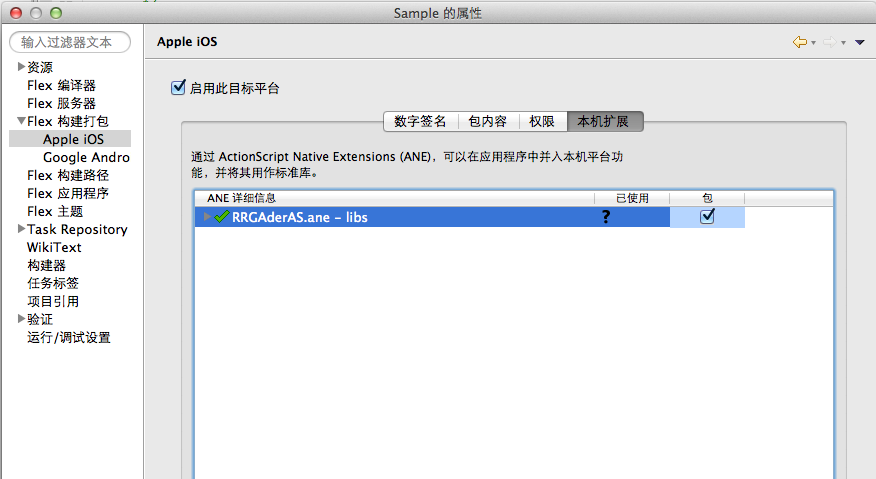 Sample 的属性
输入过滤器文本
资源
Flex 编译器
Flex 服务器
Flex 构建打包
Apple iOS
Google Andro
Flex 构建路径
Flex 应用程序
Flex 主题
Task Repository
WikiText
构建器
任务标签
项目引用
验证
运行/调试设置
Apple iOS
启用此目标平台
数字签名 包内容 权限 本机扩展
通过 ActionScript Native Extensions (ANE)，可以在应用程序中并入本机平台功
能，并将其用作标准库。
ANE 详细信息 已使用 包
RRGAderAS.ane – libs ?